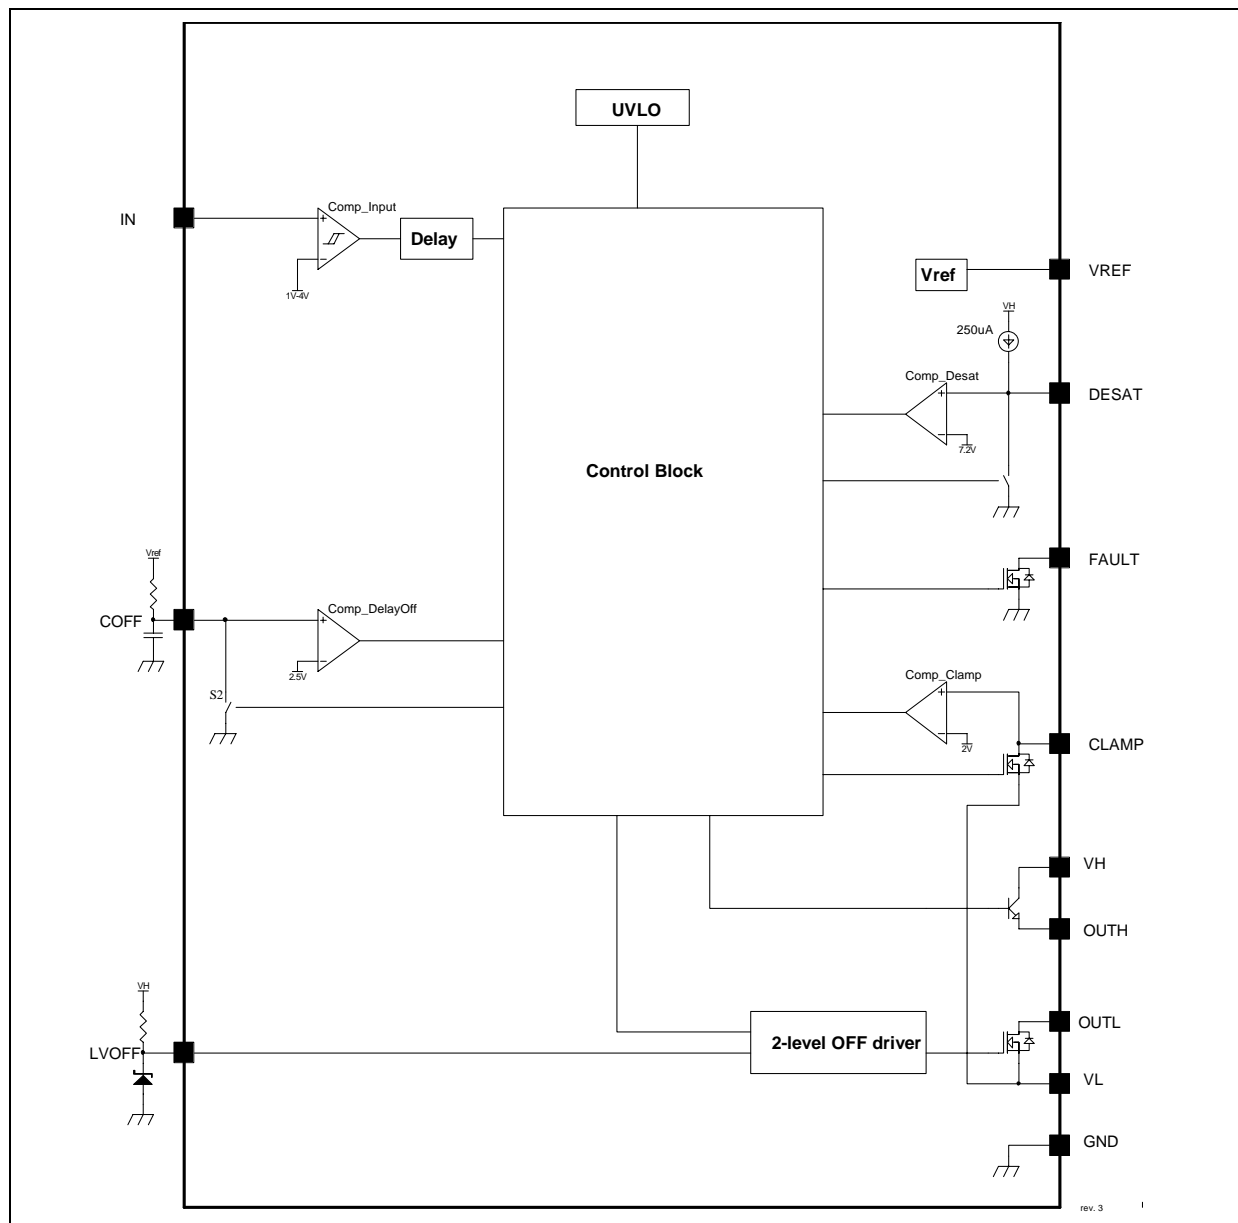 UVLO
IN
Comp_Input
Delay
1V-4V
Vref
VREF
VH
250uA
Comp_Desat
DESAT
7.2V
Control Block
FAULT
Vref
COFF
Comp_DelayOff
2.5V
S2
Comp_Clamp
2V
CLAMP
VH
OUTH
VH
LVOFF
2-level OFF driver
OUTL
VL
GND
rev. 3